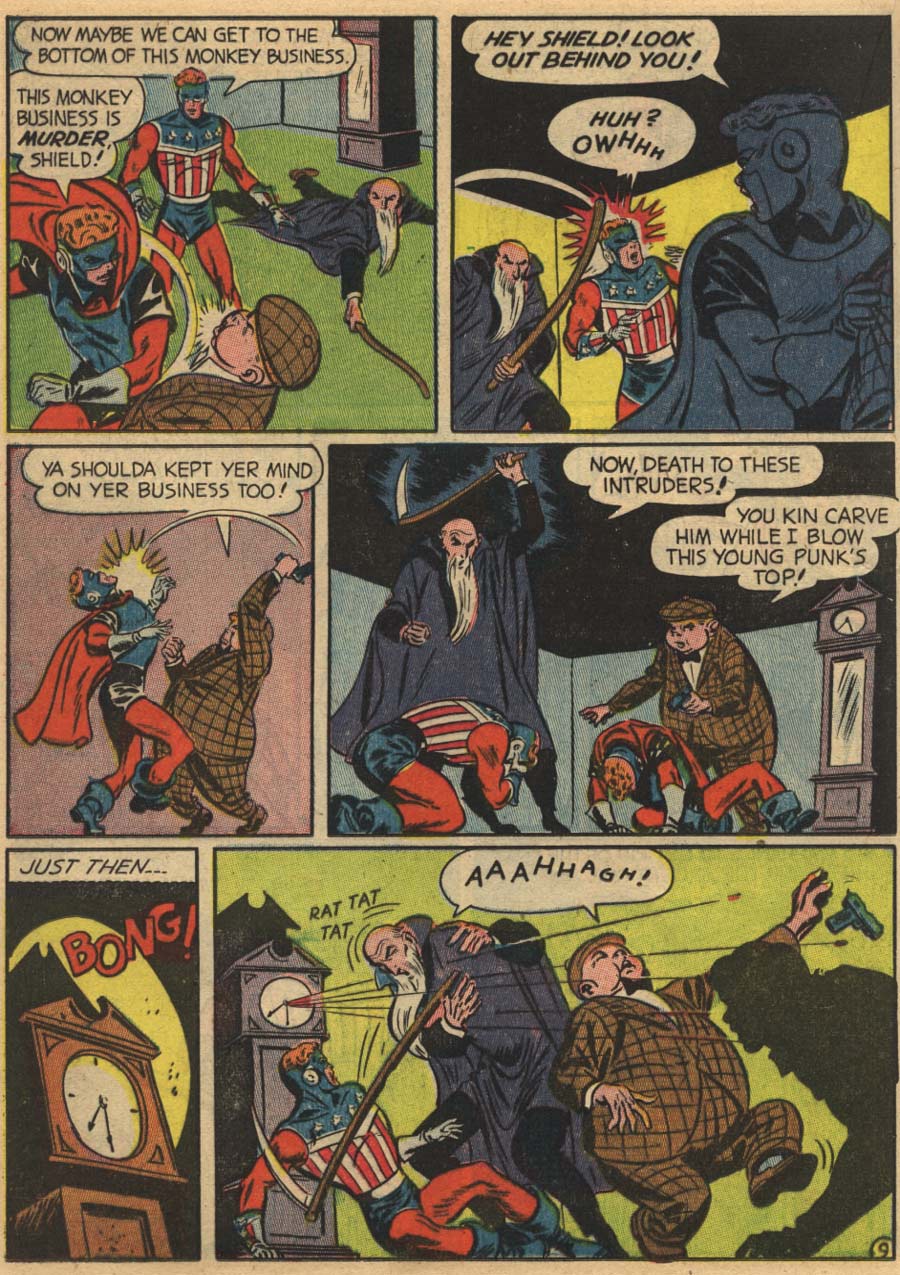 NOW MAYBE WE CAN GET TO THE
BOTTOM OF THIS MONKEY BUSINESS.
THIS MONKEY
BUSINESS IS
MURDER,
SHIELD!
HEY SHIELD! LOOK
OUT BEHIND YOU!
HUH?
OWHHHH
YA SHOULDA KEPT YER MIND
ON YER BUSINESS TOO!
NOW, DEATH TO THESE
INTRUDERS!
YOU KIN CARVE
HIM WHILE I BLOW
THIS YOUNG PUNK'S
TOP!
JUST THEN...
BONG!
RAT TAT
TAT
AAAHHAGH!
9